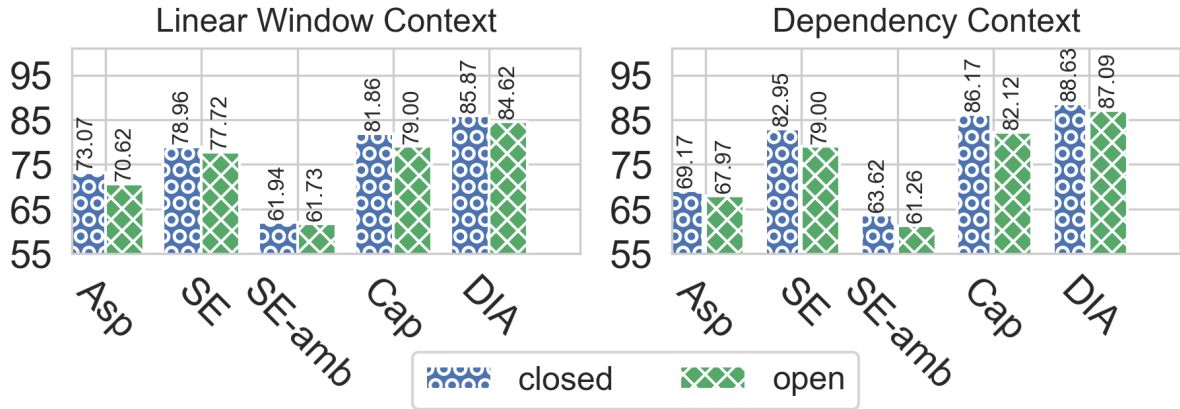 Linear Window Context
95
85
75
65
55
73.07
70.62
78.96
77.72
61.94
61.73
81.86
79.00
85.87
84.62
Asp
SE
SE-amb
Cap
DIA
Dependency Context
95
85
75
65
55
69.17
67.97
82.95
79.00
63.62
61.26
86.17
82.12
88.63
87.09
Asp
SE
SE-amb
Cap
DIA
closed
open